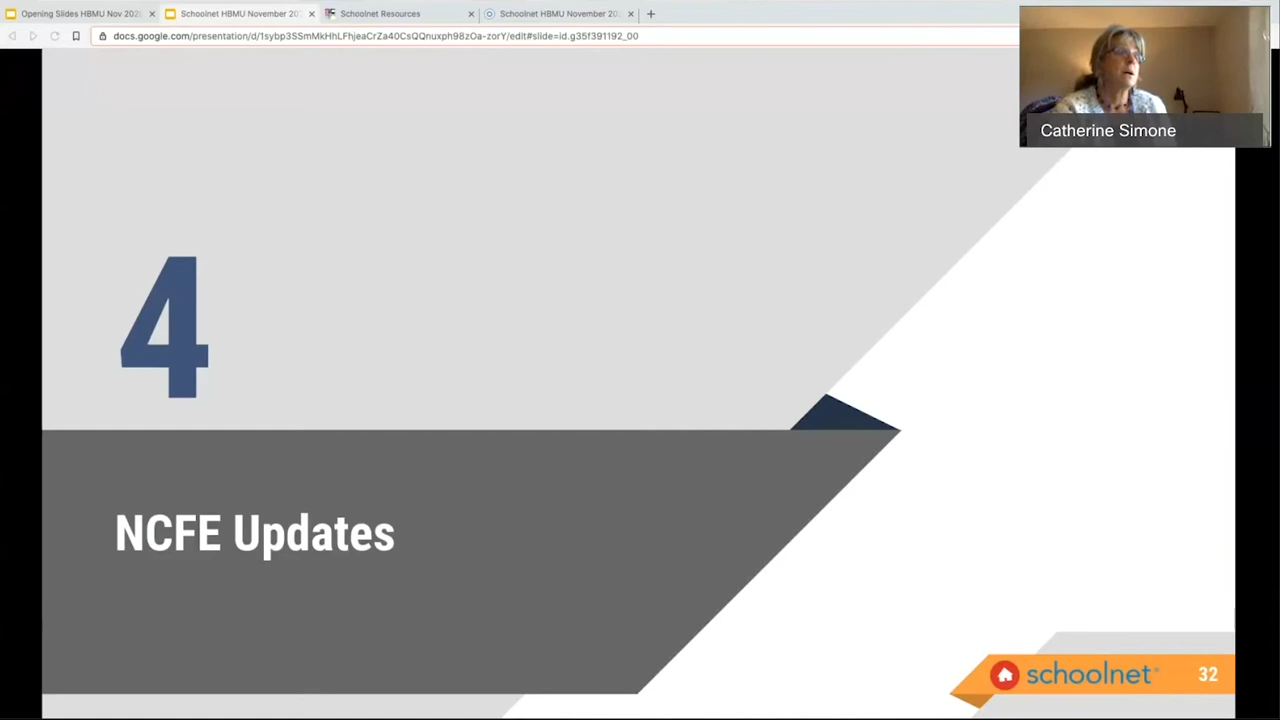 Opening Slides HBMU Nov 202
Schoolnet HBMU November 20
Schoolnet Resources
Schoolnet HBMU November 20
docs.google.com/presentation/d/1sybp3SSmMkHhLFhjeaCrZa40CsQQnuxph98zOa-zorY/edit#slide=id.g35f391192_00
Catherine Simone
4
NCFE Updates
schoolnet
32